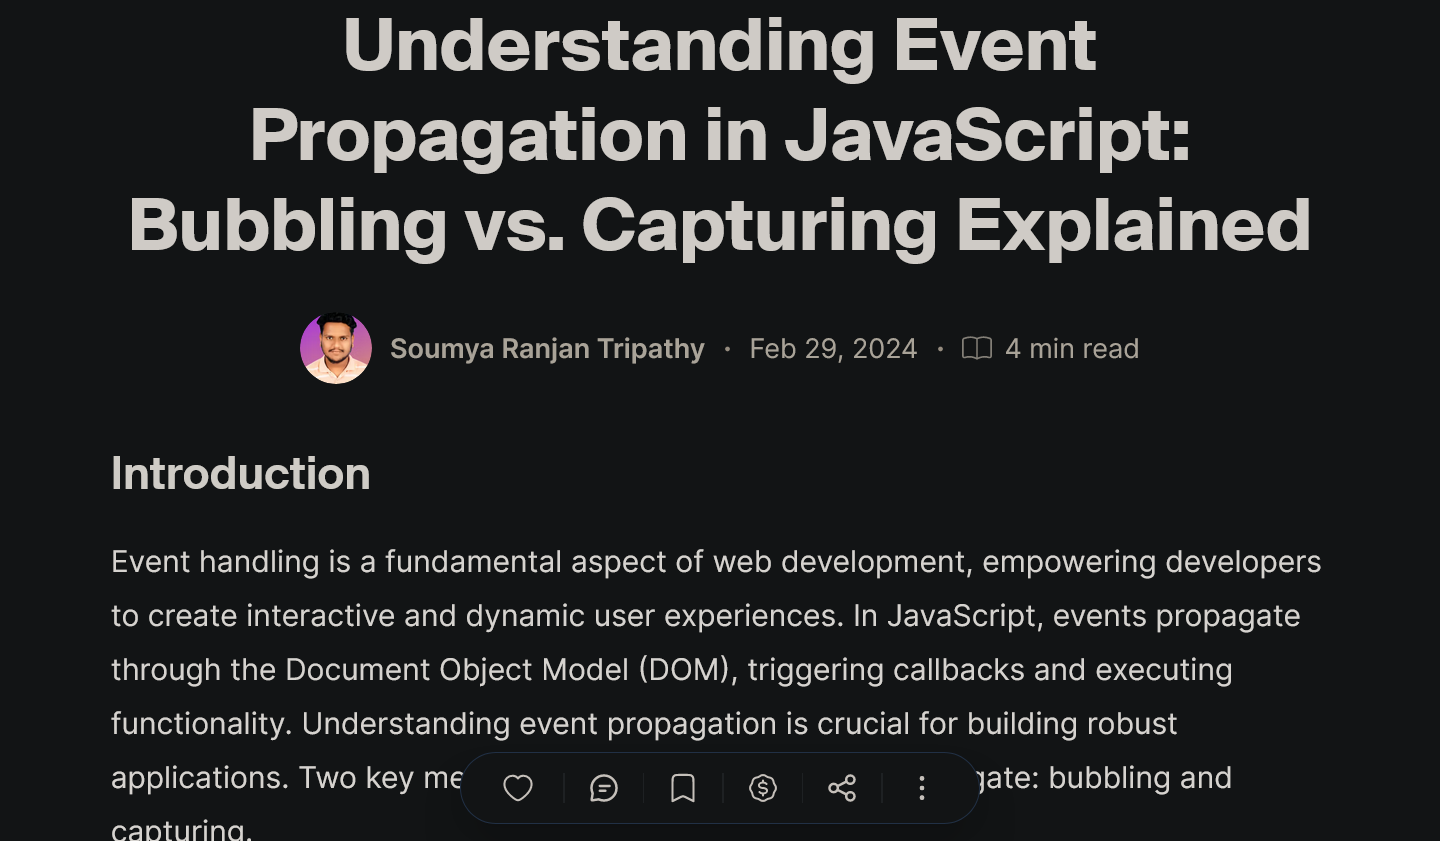 Understanding Event
Propagation in JavaScript:
Bubbling vs. Capturing Explained
Soumya Ranjan Tripathy · Feb 29, 2024 · 4 min read
Introduction
Event handling is a fundamental aspect of web development, empowering developers
to create interactive and dynamic user experiences. In JavaScript, events propagate
through the Document Object Model (DOM), triggering callbacks and executing
functionality. Understanding event propagation is crucial for building robust
applications. Two key bubbling and
capturing.